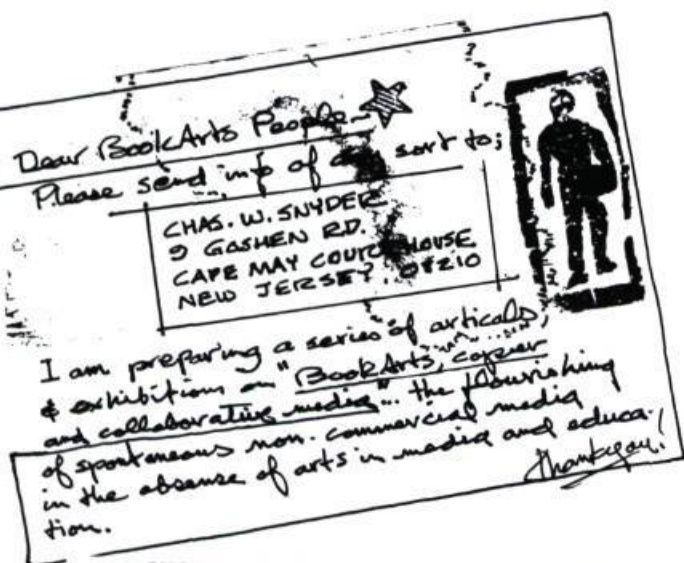 Dear BookArts People~
Please send info of any sort to;
CHAS. W. SNYDER
9 GOSHEN RD.
CAPE MAY COURTHOUSE
NEW JERSEY. 08210
I am preparing a series of articals,
& exhibitions on "BookArts, copier
and collaborative media".. the flourishing
of spontaneous non-commercial media
in the absense of arts in media and educa-
tion.
Thankyou!